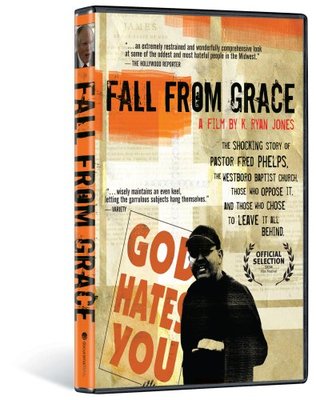 JAMES
"...an extremely restrained and wonderfully comprehensive look
at some of the oddest and most hateful people in the Midwest."
— THE HOLLYWOOD REPORTER
FALL FROM GRACE
A FILM BY K. RYAN JONES
THE SHOCKING STORY OF
PASTOR FRED PHELPS,
THE WESTBORO BAPTIST CHURCH,
THOSE WHO OPPOSE IT,
AND THOSE WHO CHOSE
TO LEAVE IT ALL
BEHIND.
"...wisely maintains an even keel,
letting the garrulous subjects hang themselves."
— VARIETY
OFFICIAL
SELECTION
GOD
HATES
YOU
FALL FROM GRACE